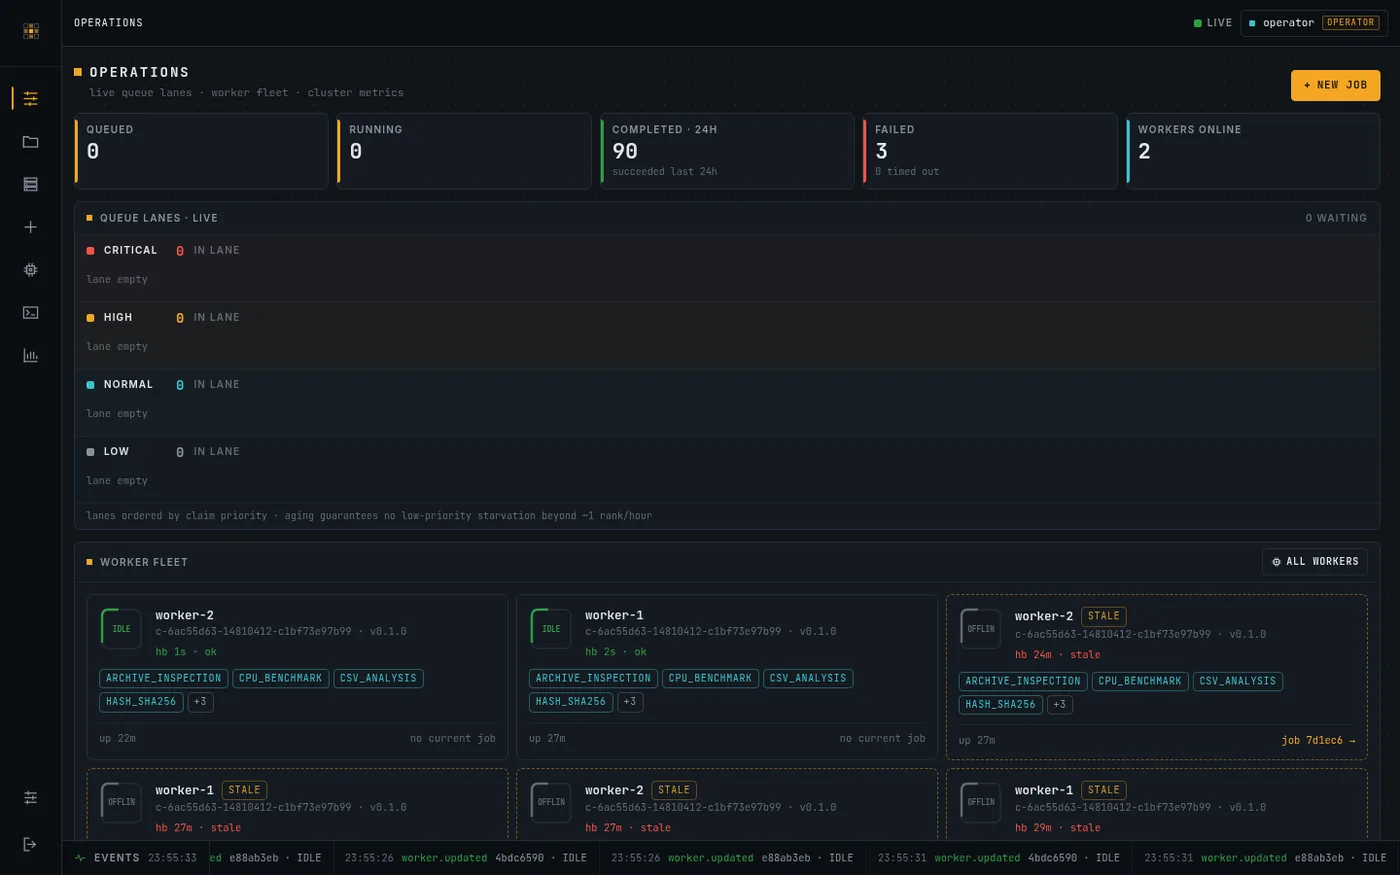 OPERATIONS
LIVE
operator OPERATOR
OPERATIONS
live queue lanes · worker fleet · cluster metrics
+ NEW JOB
QUEUED
0
RUNNING
0
COMPLETED · 24H
90
succeeded last 24h
FAILED
3
0 timed out
WORKERS ONLINE
2
QUEUE LANES · LIVE
0 WAITING
CRITICAL 0 IN LANE
lane empty
HIGH 0 IN LANE
lane empty
NORMAL 0 IN LANE
lane empty
LOW 0 IN LANE
lane empty
lanes ordered by claim priority · aging guarantees no low-priority starvation beyond ~1 rank/hour
WORKER FLEET
ALL WORKERS
IDLE
worker-2
c-6ac55d63-14810412-c1bf73e97b99 · v0.1.0
hb 1s · ok
ARCHIVE_INSPECTION CPU_BENCHMARK CSV_ANALYSIS
HASH_SHA256 +3
up 22m no current job
IDLE
worker-1
c-6ac55d63-14810412-c1bf73e97b99 · v0.1.0
hb 2s · ok
ARCHIVE_INSPECTION CPU_BENCHMARK CSV_ANALYSIS
HASH_SHA256 +3
up 27m no current job
OFFLIN
worker-2 STALE
c-6ac55d63-14810412-c1bf73e97b99 · v0.1.0
hb 24m · stale
ARCHIVE_INSPECTION CPU_BENCHMARK CSV_ANALYSIS
HASH_SHA256 +3
up 27m job 7d1ec6 →
OFFLIN
worker-1 STALE
c-6ac55d63-14810412-c1bf73e97b99 · v0.1.0
hb 27m · stale
OFFLIN
worker-2 STALE
c-6ac55d63-14810412-c1bf73e97b99 · v0.1.0
hb 27m · stale
OFFLIN
worker-1 STALE
c-6ac55d63-14810412-c1bf73e97b99 · v0.1.0
hb 29m · stale
EVENTS 23:55:33 ed e88ab3eb · IDLE 23:55:26 worker.updated 4bdc6590 · IDLE 23:55:26 worker.updated e88ab3eb · IDLE 23:55:31 worker.updated 4bdc6590 · IDLE 23:55:31 worker.updated e88ab3eb · IDLE